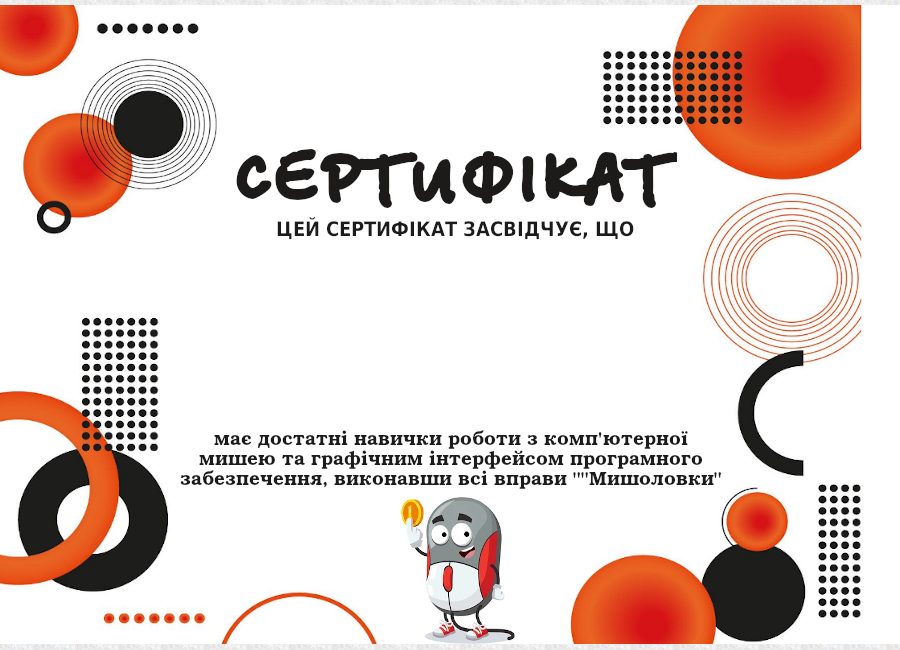 СЕРТИФІКАТ
ЦЕЙ СЕРТИФІКАТ ЗАСВІДЧУЄ, ЩО
має достатні навички роботи з комп'ютерної
мишею та графічним інтерфейсом програмного
забезпечення, виконавши всі вправи ""Мишоловки"